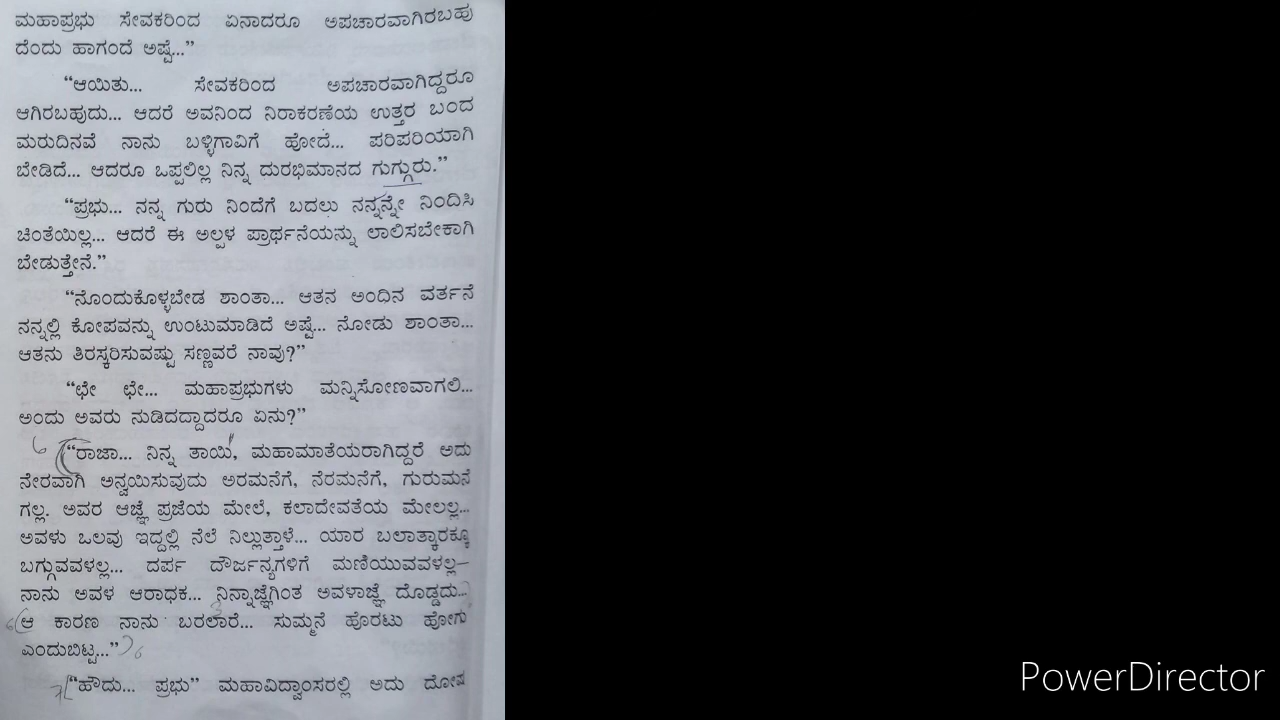 ಮಹಾಪ್ರಭು ಸೇವಕರಿಂದ ಏನಾದರೂ ಅಪಚಾರವಾಗಿರಬಹು
ದೆಂದು ಹಾಗಂದೆ ಅಷ್ಟೆ...”
“ಆಯಿತು... ಸೇವಕರಿಂದ ಅಪಚಾರವಾಗಿದ್ದರೂ
ಆಗಿರಬಹುದು... ಆದರೆ ಅವನಿಂದ ನಿರಾಕರಣೆಯ ಉತ್ತರ ಬಂದ
ಮರುದಿನವೆ ನಾನು ಬಳ್ಳಿಗಾವಿಗೆ ಹೋದೆ... ಪರಿಪರಿಯಾಗಿ
ಬೇಡಿದೆ... ಆದರೂ ಒಪ್ಪಲಿಲ್ಲ ನಿನ್ನ ದುರಭಿಮಾನದ ಗುಗ್ಗುರು.”
“ಪ್ರಭು... ನನ್ನ ಗುರು ನಿಂದೆಗೆ ಬದಲು ನನ್ನನ್ನೇ ನಿಂದಿಸಿ
ಚಿಂತೆಯಿಲ್ಲ... ಆದರೆ ಈ ಅಲ್ಪಳ ಪ್ರಾರ್ಥನೆಯನ್ನು ಲಾಲಿಸಬೇಕಾಗಿ
ಬೇಡುತ್ತೇನೆ.”
“ನೊಂದುಕೊಳ್ಳಬೇಡ ಶಾಂತಾ... ಆತನ ಅಂದಿನ ವರ್ತನೆ
ನನ್ನಲ್ಲಿ ಕೋಪವನ್ನು ಉಂಟುಮಾಡಿದೆ ಅಷ್ಟೆ... ನೋಡು ಶಾಂತಾ...
ಆತನು ತಿರಸ್ಕರಿಸುವಷ್ಟು ಸಣ್ಣವರೆ ನಾವು?”
“ಛೇ ಛೇ... ಮಹಾಪ್ರಭುಗಳು ಮನ್ನಿಸೋಣವಾಗಲಿ...
ಅಂದು ಅವರು ನುಡಿದದ್ದಾದರೂ ಏನು?”
“ರಾಜಾ... ನಿನ್ನ ತಾಯಿ, ಮಹಾಮಾತೆಯರಾಗಿದ್ದರೆ ಅದು
ನೇರವಾಗಿ ಅನ್ವಯಿಸುವುದು ಅರಮನೆಗೆ, ನೆರಮನೆಗೆ, ಗುರುಮನೆ
ಗಲ್ಲ. ಅವರ ಆಜ್ಞೆ ಪ್ರಜೆಯ ಮೇಲೆ, ಕಲಾದೇವತೆಯ ಮೇಲಲ್ಲ...
ಅವಳು ಒಲವು ಇದ್ದಲ್ಲಿ ನೆಲೆ ನಿಲ್ಲುತ್ತಾಳೆ... ಯಾರ ಬಲಾತ್ಕಾರಕ್ಕೂ
ಬಗ್ಗುವವಳಲ್ಲ... ದರ್ಪ ದೌರ್ಜನ್ಯಗಳಿಗೆ ಮಣಿಯುವವಳಲ್ಲ—
ನಾನು ಅವಳ ಆರಾಧಕ... ನಿನ್ನಾಜ್ಞೆಗಿಂತ ಅವಳಾಜ್ಞೆ ದೊಡ್ಡದು...
ಆ ಕಾರಣ ನಾನು ಬರಲಾರೆ... ಸುಮ್ಮನೆ ಹೊರಟು ಹೋಗು
ಎಂದುಬಿಟ್ಟ...”
“ಹೌದು... ಪ್ರಭು” ಮಹಾವಿದ್ವಾಂಸರಲ್ಲಿ ಅದು ದೋಷ
PowerDirector